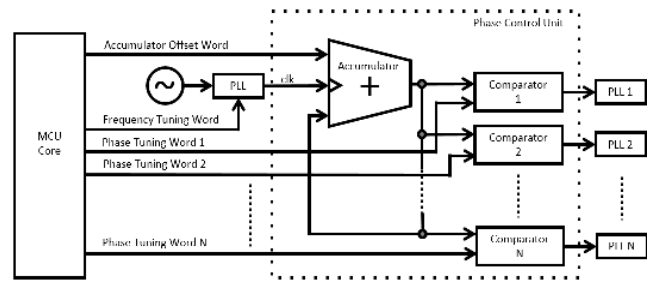 Phase Control Unit
Accumulator Offset Word
Accumulator
+
PLL
clk
Comparator
1
PLL 1
MCU
Core
Frequency Tuning Word
Phase Tuning Word 1
Comparator
2
PLL 2
Phase Tuning Word 2
Phase Tuning Word N
Comparator
N
PLL N